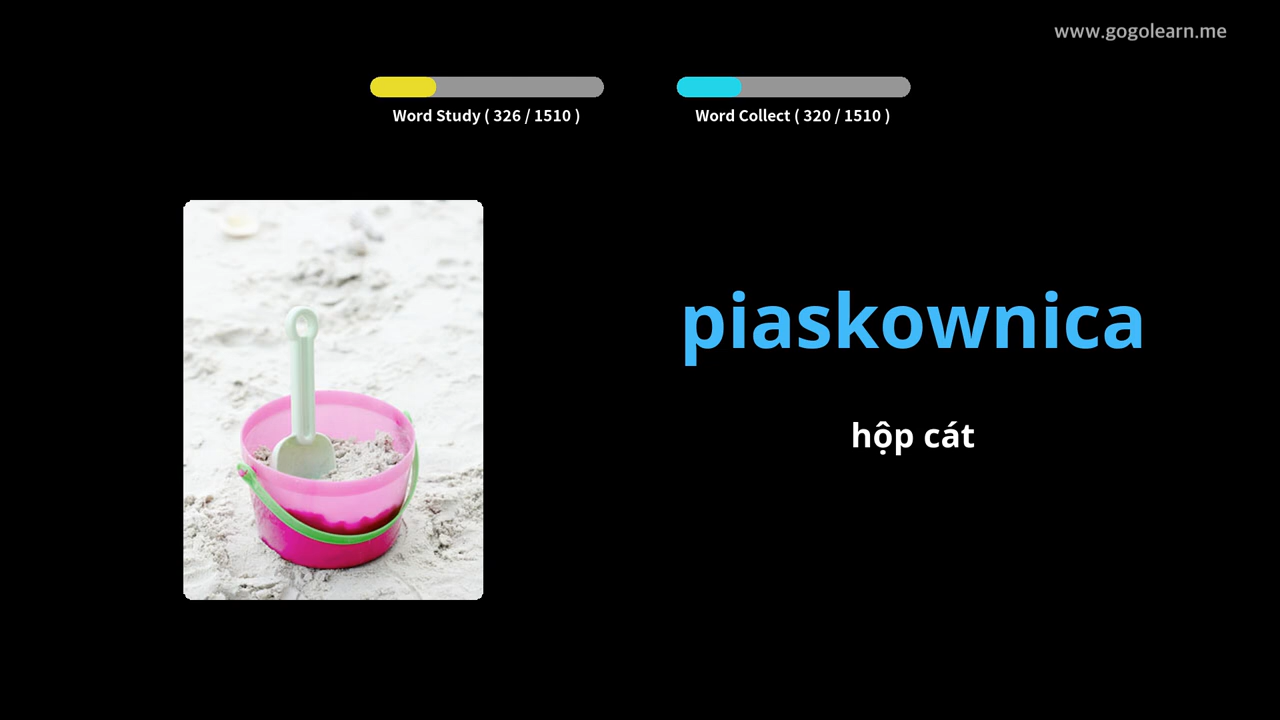 www.gogolearn.me
Word Study ( 326 / 1510 )
Word Collect ( 320 / 1510 )
piaskownica
hộp cát